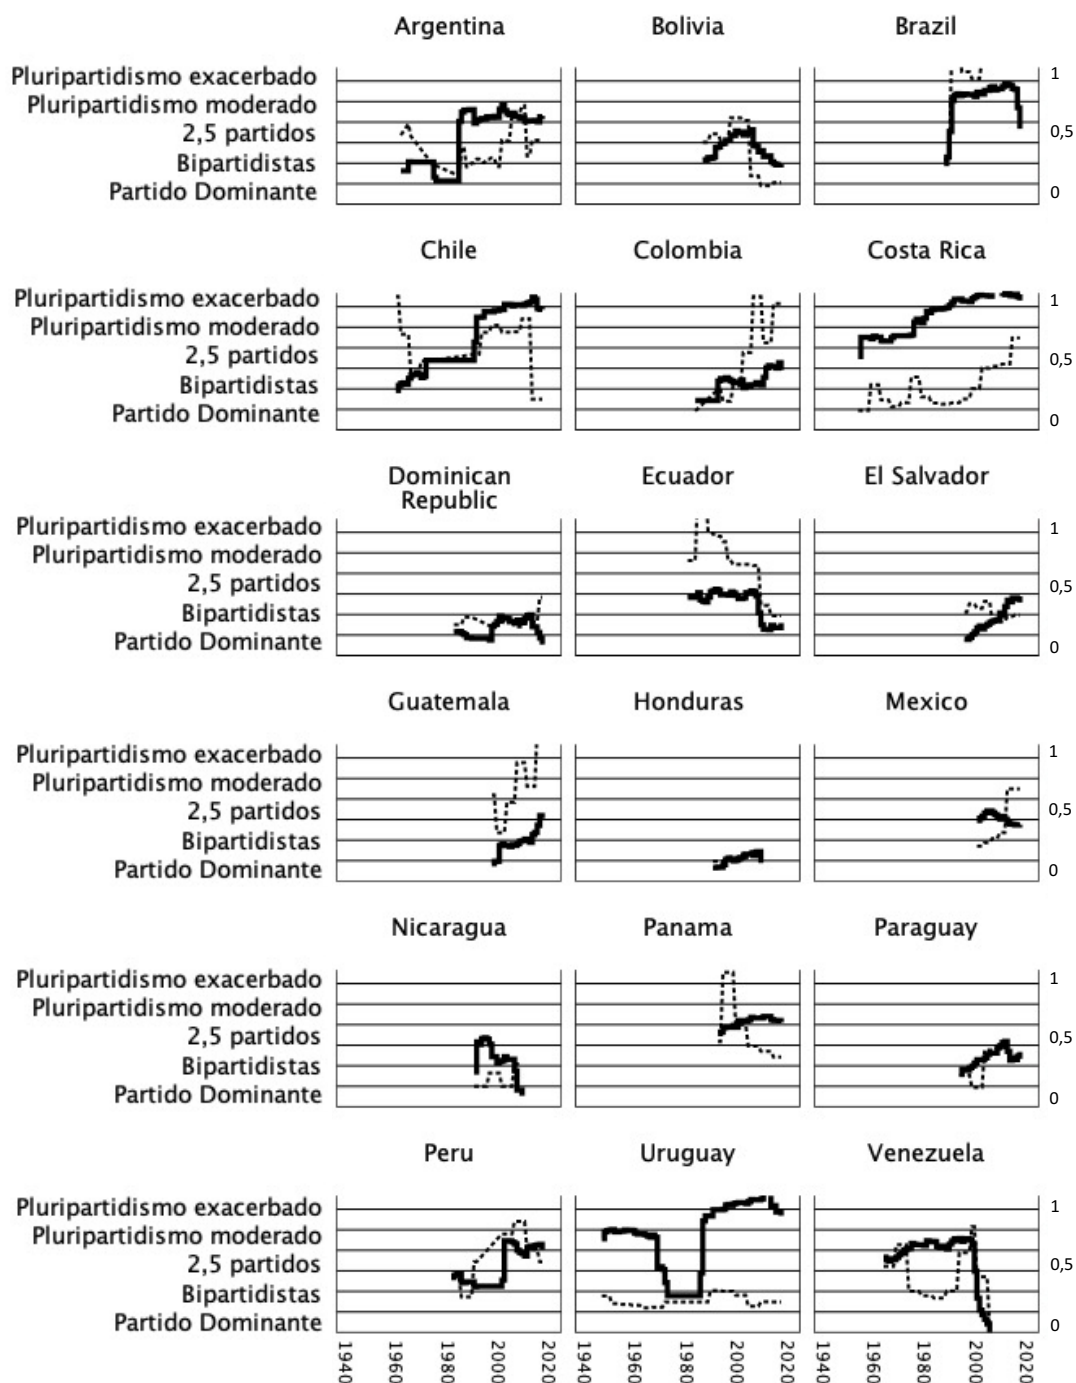 Argentina Bolivia Brazil
Pluripartidismo exacerbado 1
Pluripartidismo moderado
2,5 partidos 0,5
Bipartidistas
Partido Dominante 0
Chile Colombia Costa Rica
Pluripartidismo exacerbado 1
Pluripartidismo moderado
2,5 partidos 0,5
Bipartidistas
Partido Dominante 0
Dominican
Republic Ecuador El Salvador
Pluripartidismo exacerbado 1
Pluripartidismo moderado
2,5 partidos 0,5
Bipartidistas
Partido Dominante 0
Guatemala Honduras Mexico
Pluripartidismo exacerbado 1
Pluripartidismo moderado
2,5 partidos 0,5
Bipartidistas
Partido Dominante 0
Nicaragua Panama Paraguay
Pluripartidismo exacerbado 1
Pluripartidismo moderado
2,5 partidos 0,5
Bipartidistas
Partido Dominante 0
Peru Uruguay Venezuela
Pluripartidismo exacerbado 1
Pluripartidismo moderado
2,5 partidos 0,5
Bipartidistas
Partido Dominante 0
1940 1960 1980 2000 2020 1940 1960 1980 2000 2020 1940 1960 1980 2000 2020